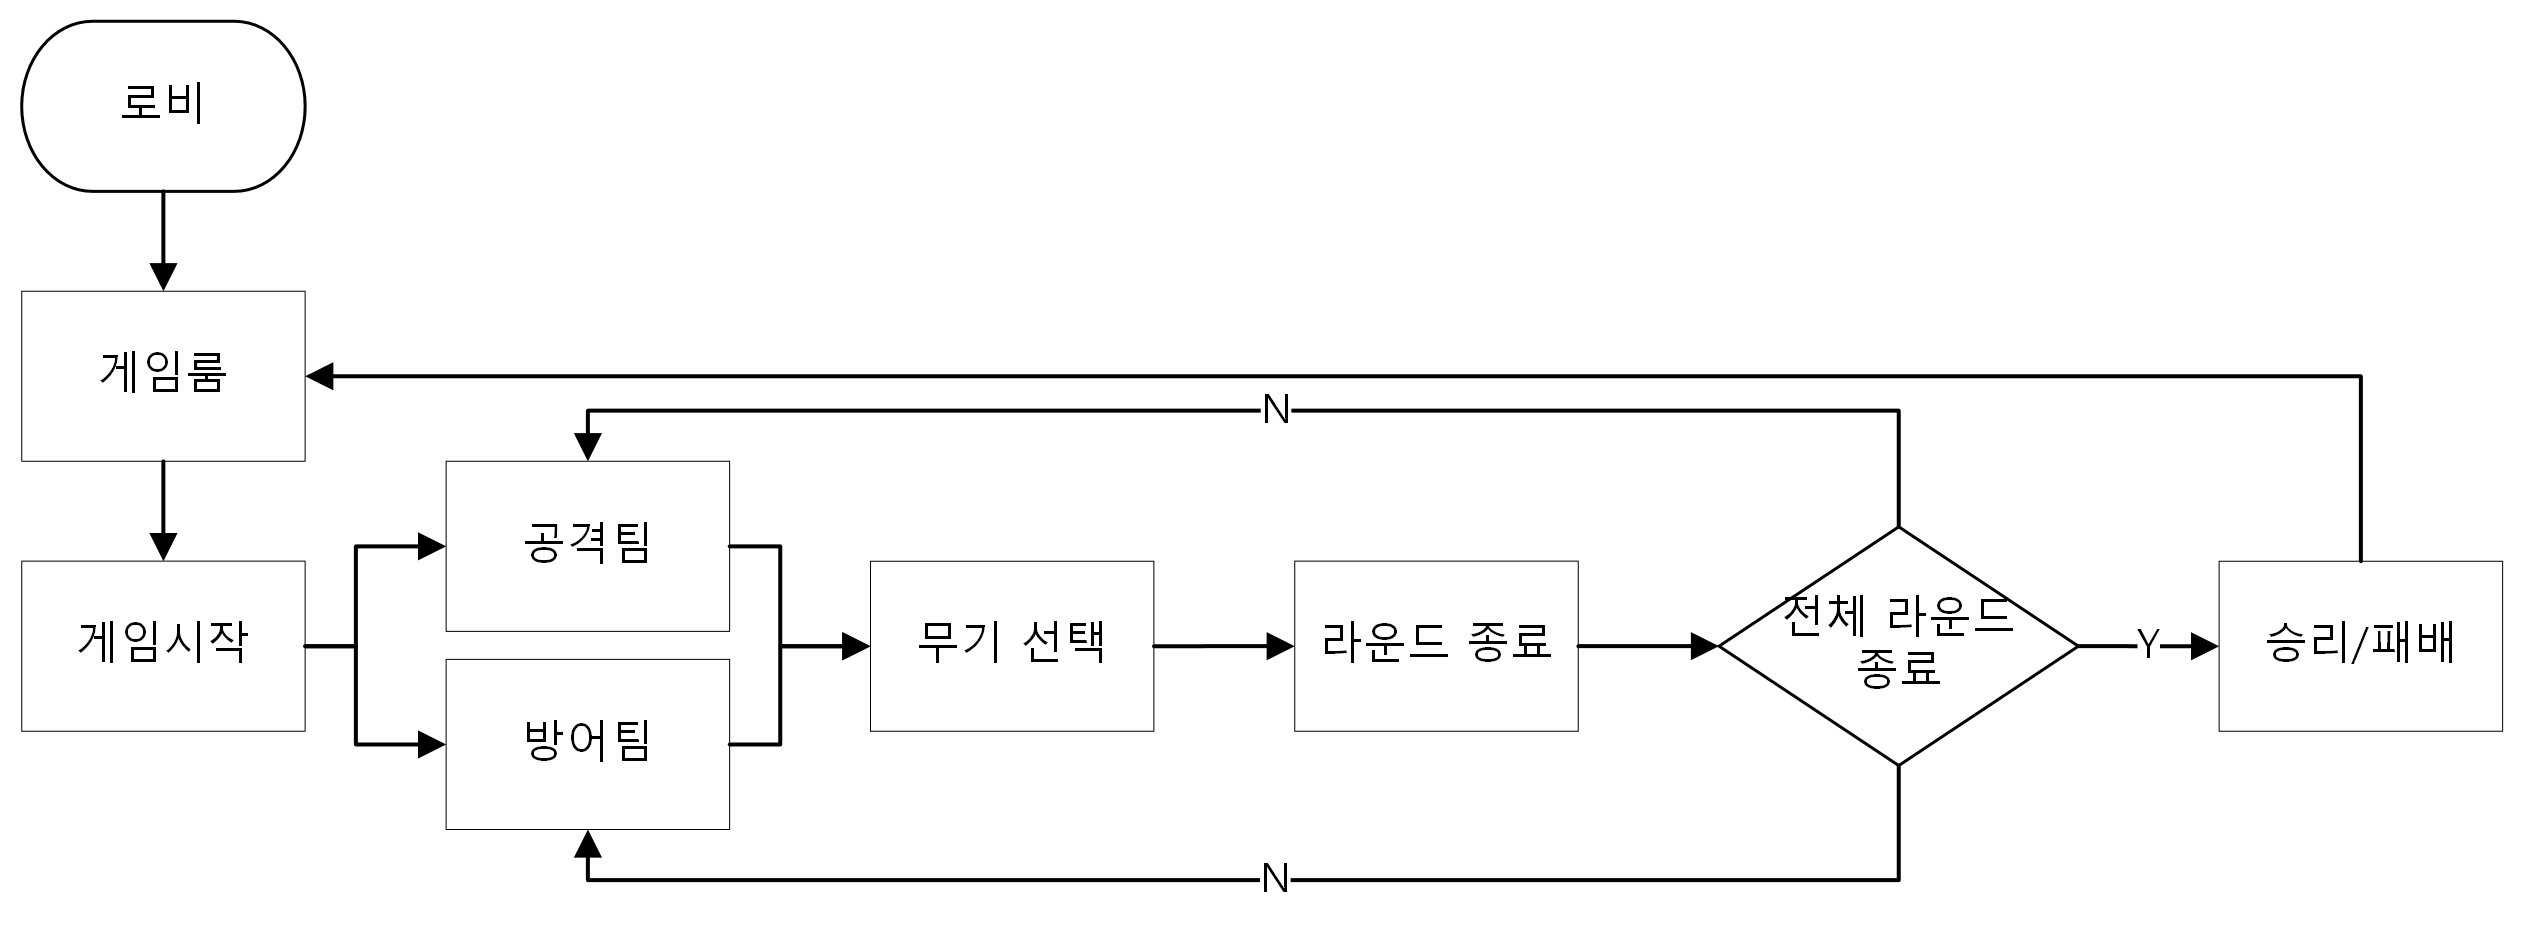 로비
게임룸
N
공격팀
게임시작
무기 선택
라운드 종료
전체 라운드
종료
Y
승리/패배
방어팀
N